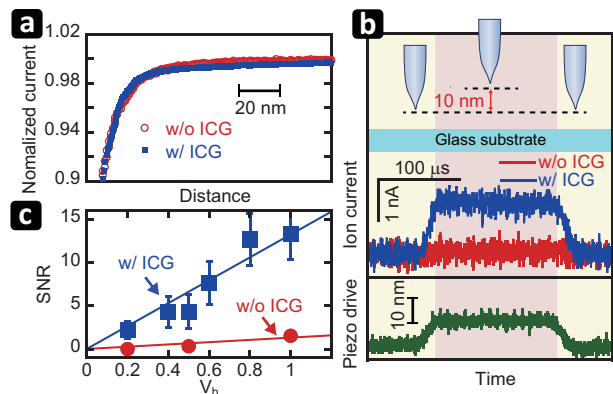 a
Nomalized current
1.02
0.98
0.94
0.9
20 nm
w/o ICG
w/ ICG
Distance
b
10 nm
Glass substrate
Ion current
100 μs
1 nA
w/o ICG
w/ ICG
Piezo drive
10 nm
Time
c
SNR
15
10
5
0
w/ ICG
w/o ICG
0 0.2 0.4 0.6 0.8 1
Vh